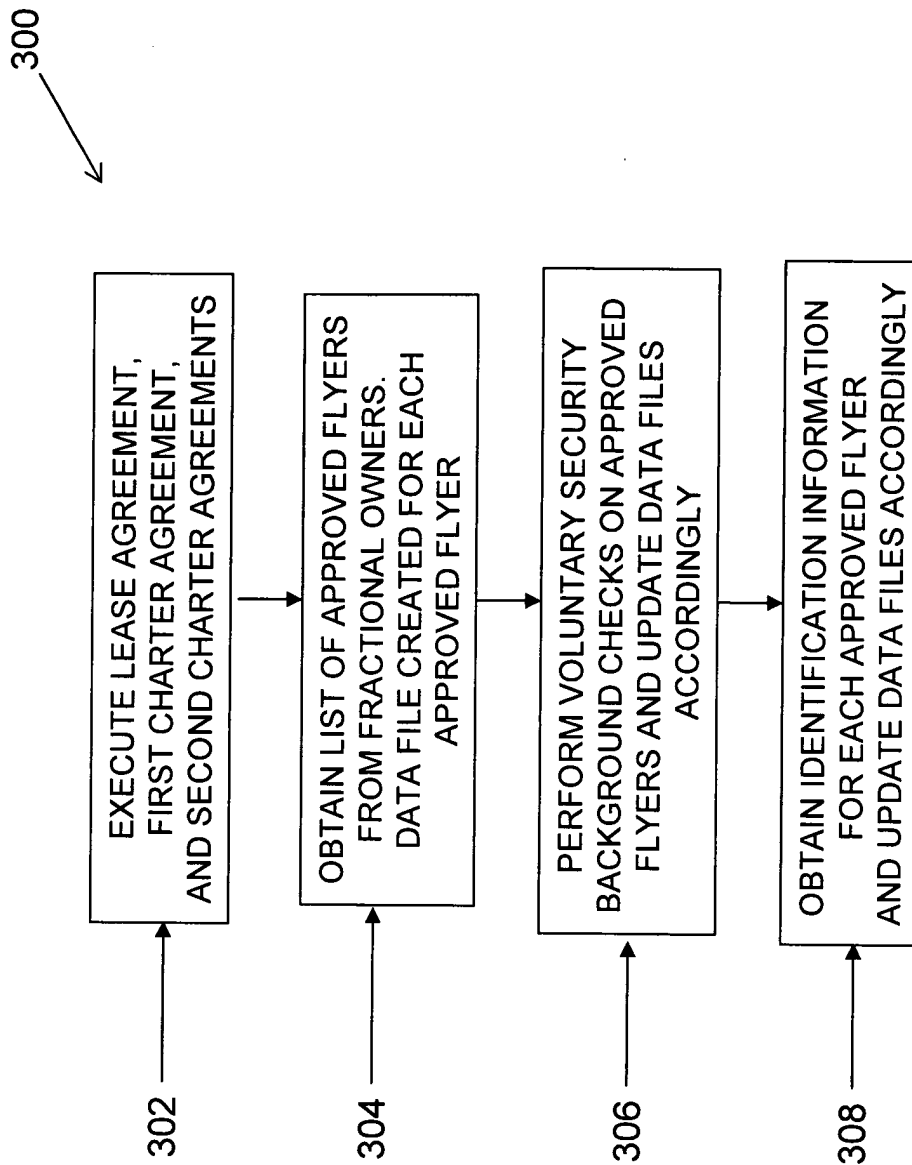 300
302
EXECUTE LEASE AGREEMENT,
FIRST CHARTER AGREEMENT,
AND SECOND CHARTER AGREEMENTS
304
OBTAIN LIST OF APPROVED FLYERS
FROM FRACTIONAL OWNERS.
DATA FILE CREATED FOR EACH
APPROVED FLYER
306
PERFORM VOLUNTARY SECURITY
BACKGROUND CHECKS ON APPROVED
FLYERS AND UPDATE DATA FILES
ACCORDINGLY
308
OBTAIN IDENTIFICATION INFORMATION
FOR EACH APPROVED FLYER
AND UPDATE DATA FILES ACCORDINGLY